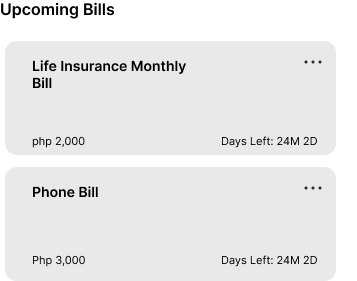 Upcoming Bills
Life Insurance Monthly
Bill
php 2,000 Days Left: 24M 2D
Phone Bill
Php 3,000 Days Left: 24M 2D